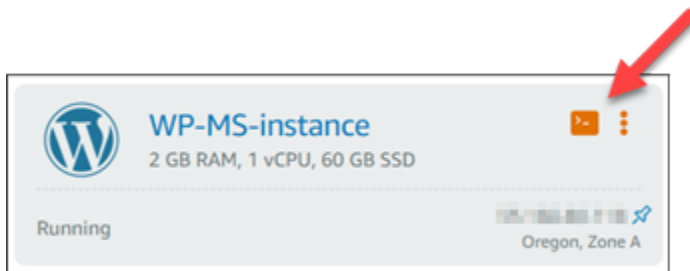 WP-MS-instance
2 GB RAM, 1 vCPU, 60 GB SSD
Running
Oregon, Zone A